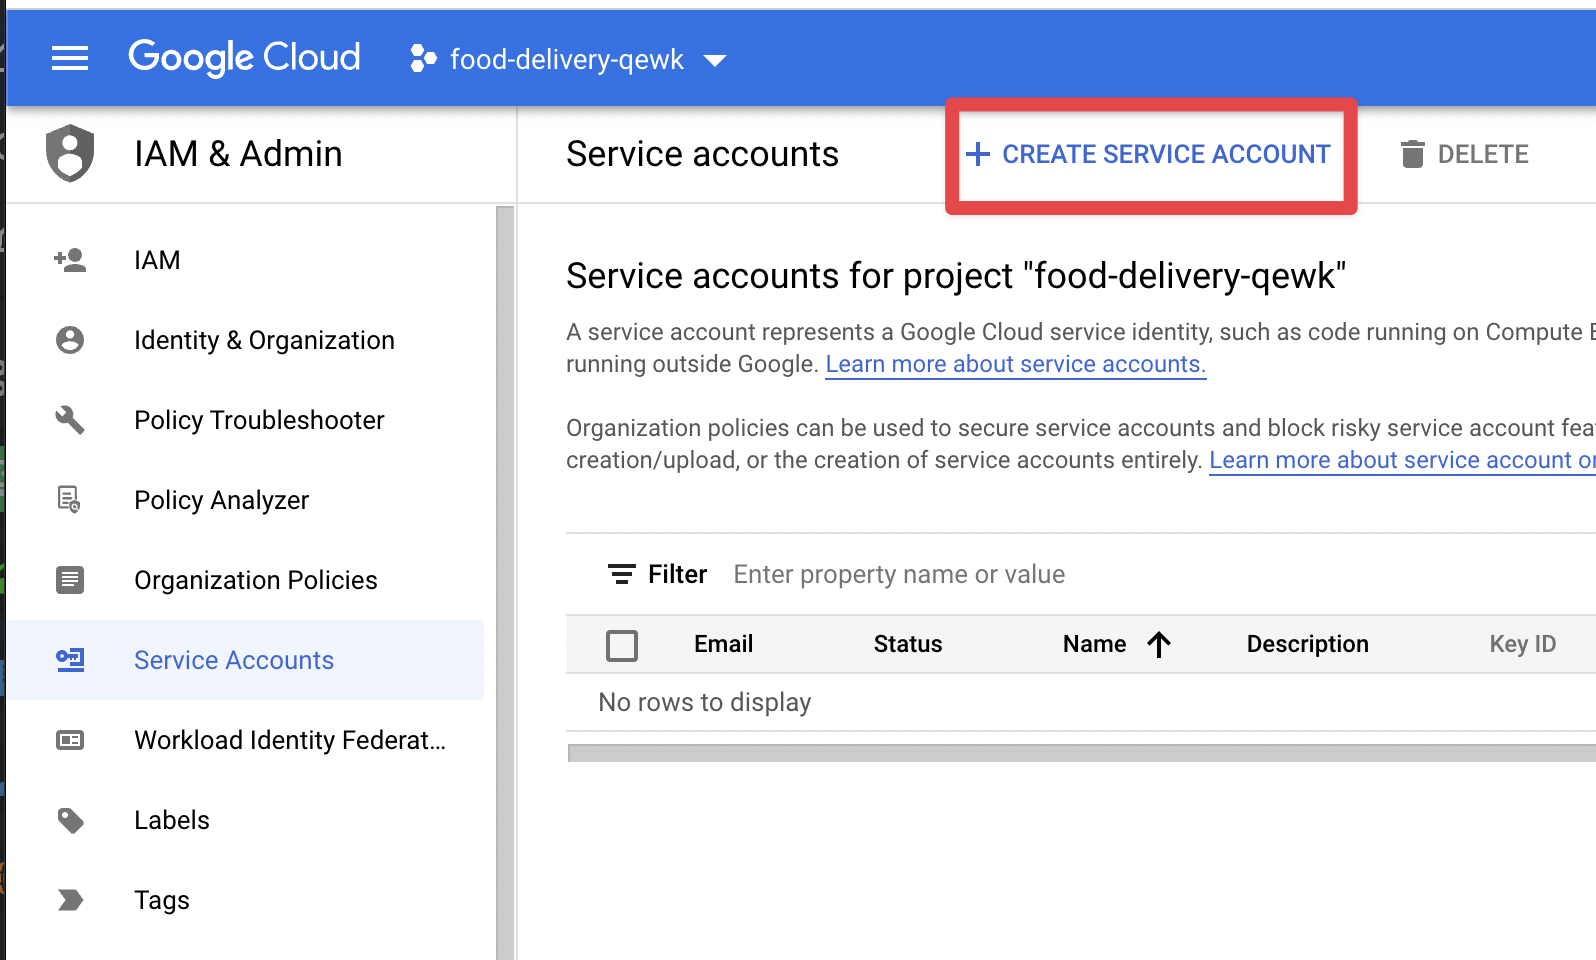 Google Cloud food-delivery-qewk
IAM & Admin
Service accounts
CREATE SERVICE ACCOUNT
DELETE
IAM
Identity & Organization
Policy Troubleshooter
Policy Analyzer
Organization Policies
Service Accounts
Workload Identity Federat...
Labels
Tags
Service accounts for project "food-delivery-qewk"
A service account represents a Google Cloud service identity, such as code running on Compute
running outside Google. Learn more about service accounts.
Organization policies can be used to secure service accounts and block risky service account
creation/upload, or the creation of service accounts entirely. Learn more about service account
Filter Enter property name or value
Email Status Name Description Key ID
No rows to display